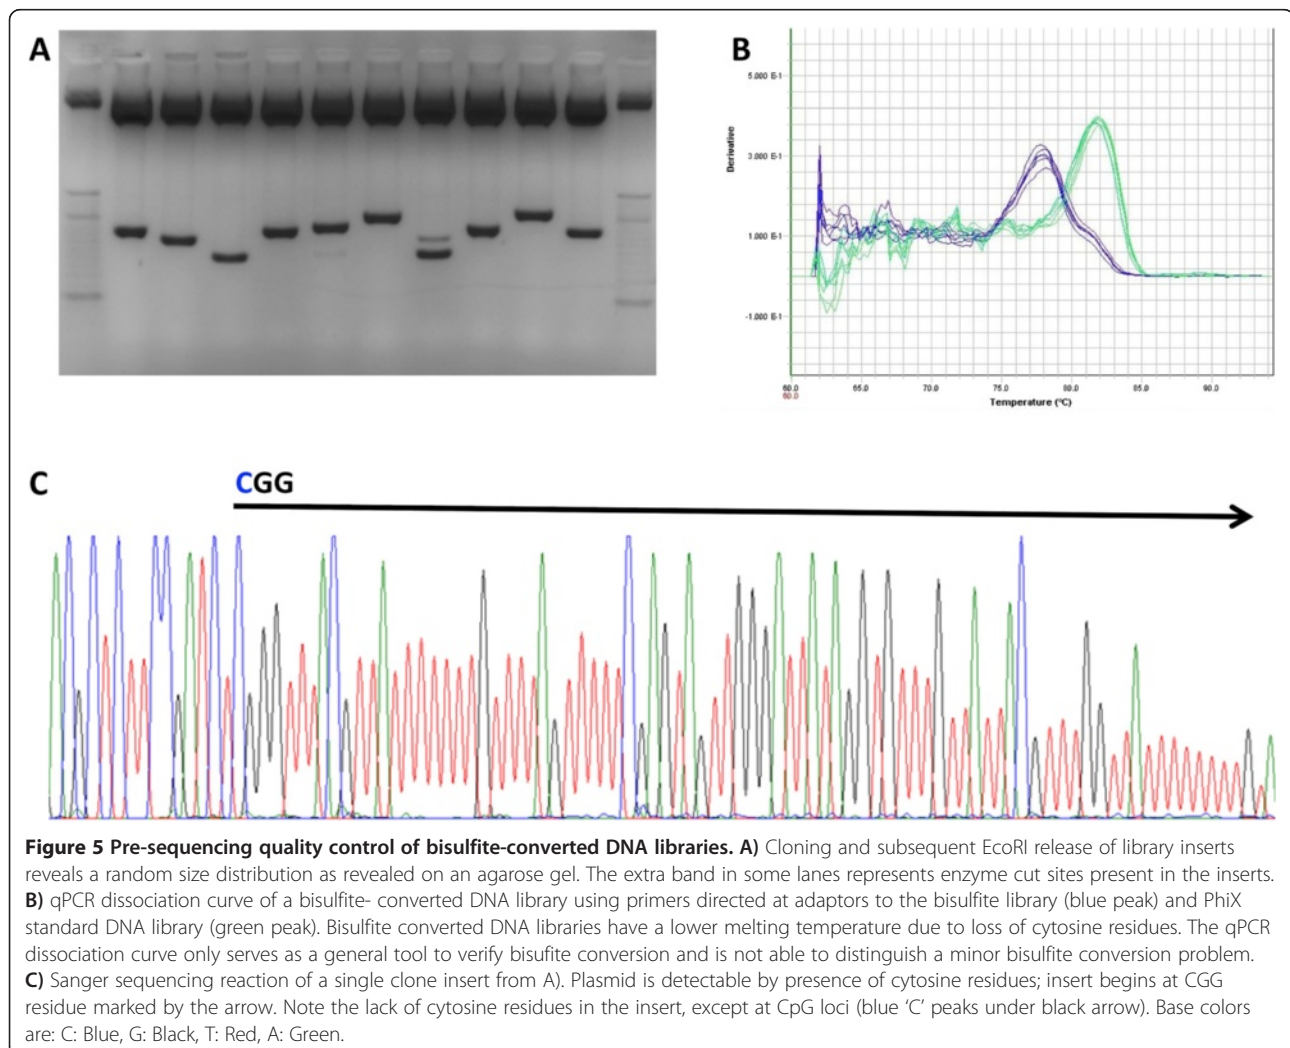 A
B
5.000 E-1
3.000 E-1
1.000 E-1
-1.000 E-1
Derivative
60.0 65.0 70.0 75.0 80.0 85.0 90.0
60.0
Temperature (°C)
C
CGG
Figure 5 Pre-sequencing quality control of bisulfite-converted DNA libraries. A) Cloning and subsequent EcoRI release of library inserts
reveals a random size distribution as revealed on an agarose gel. The extra band in some lanes represents enzyme cut sites present in the inserts.
B) qPCR dissociation curve of a bisulfite- converted DNA library using primers directed at adaptors to the bisulfite library (blue peak) and PhiX
standard DNA library (green peak). Bisulfite converted DNA libraries have a lower melting temperature due to loss of cytosine residues. The qPCR
dissociation curve only serves as a general tool to verify bisufite conversion and is not able to distinguish a minor bisulfite conversion problem.
C) Sanger sequencing reaction of a single clone insert from A). Plasmid is detectable by presence of cytosine residues; insert begins at CGG
residue marked by the arrow. Note the lack of cytosine residues in the insert, except at CpG loci (blue ‘C’ peaks under black arrow). Base colors
are: C: Blue, G: Black, T: Red, A: Green.